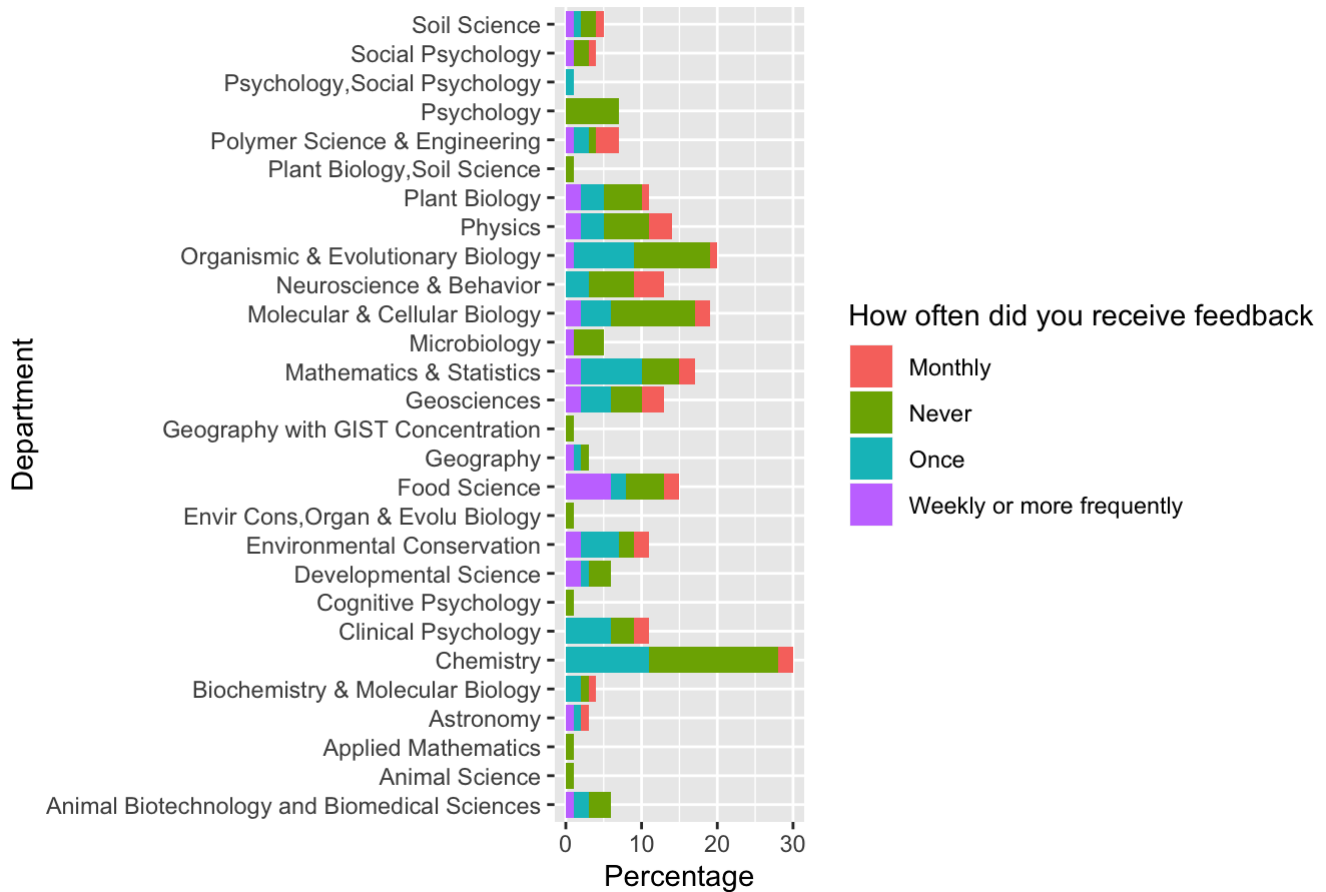 Soil Science
Social Psychology
Psychology,Social Psychology
Psychology
Polymer Science & Engineering
Plant Biology,Soil Science
Plant Biology
Physics
Organismic & Evolutionary Biology
Neuroscience & Behavior
Molecular & Cellular Biology
Microbiology
Mathematics & Statistics
Geosciences
Geography with GIST Concentration
Geography
Food Science
Envir Cons,Organ & Evolu Biology
Environmental Conservation
Developmental Science
Cognitive Psychology
Clinical Psychology
Chemistry
Biochemistry & Molecular Biology
Astronomy
Applied Mathematics
Animal Science
Animal Biotechnology and Biomedical Sciences
Department
0 10 20 30
Percentage
How often did you receive feedback
Monthly
Never
Once
Weekly or more frequently